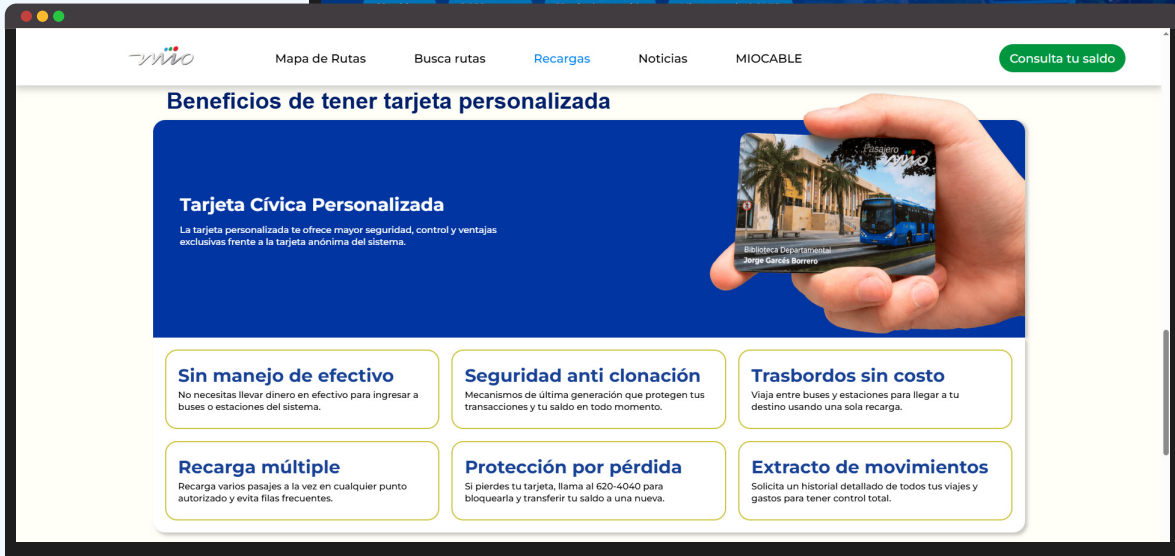 mio
Mapa de Rutas
Busca rutas
Recargas
Noticias
MIOCABLE
Consulta tu saldo
Beneficios de tener tarjeta personalizada
Tarjeta Cívica Personalizada
La tarjeta personalizada te ofrece mayor seguridad, control y ventajas
exclusivas frente a la tarjeta anónima del sistema.
Pasajero
mio
Biblioteca Departamental
Jorge Garcés Borrero
Sin manejo de efectivo
No necesitas llevar dinero en efectivo para ingresar a
buses o estaciones del sistema.
Seguridad anti clonación
Mecanismos de última generación que protegen tus
transacciones y tu saldo en todo momento.
Trasbordos sin costo
Viaja entre buses y estaciones para llegar a tu
destino usando una sola recarga.
Recarga múltiple
Recarga varios pasajes a la vez en cualquier punto
autorizado y evita filas frecuentes.
Protección por pérdida
Si pierdes tu tarjeta, llama al 620-4040 para
bloquearla y transferir tu saldo a una nueva.
Extracto de movimientos
Solicita un historial detallado de todos tus viajes y
gastos para tener control total.